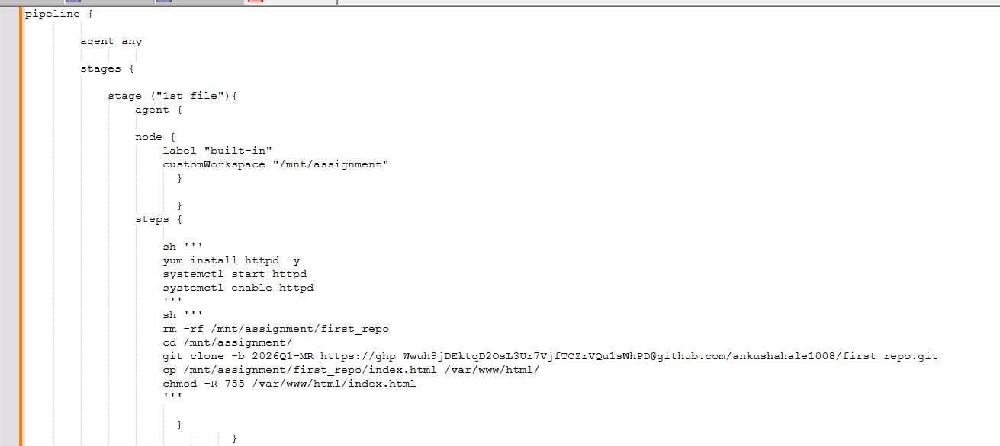 pipeline {
agent any
stages {
stage ("1st file"){
agent {
node {
label "built-in"
customWorkspace "/mnt/assignment"
}
}
steps {
sh '''
yum install httpd -y
systemctl start httpd
systemctl enable httpd
'''
sh '''
rm -rf /mnt/assignment/first_repo
cd /mnt/assignment/
git clone -b 2026Q1-MR https://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@github.com/ankushahale1008/first_repo.git
cp /mnt/assignment/first_repo/index.html /var/www/html/
chmod -R 755 /var/www/html/index.html
'''
}
}